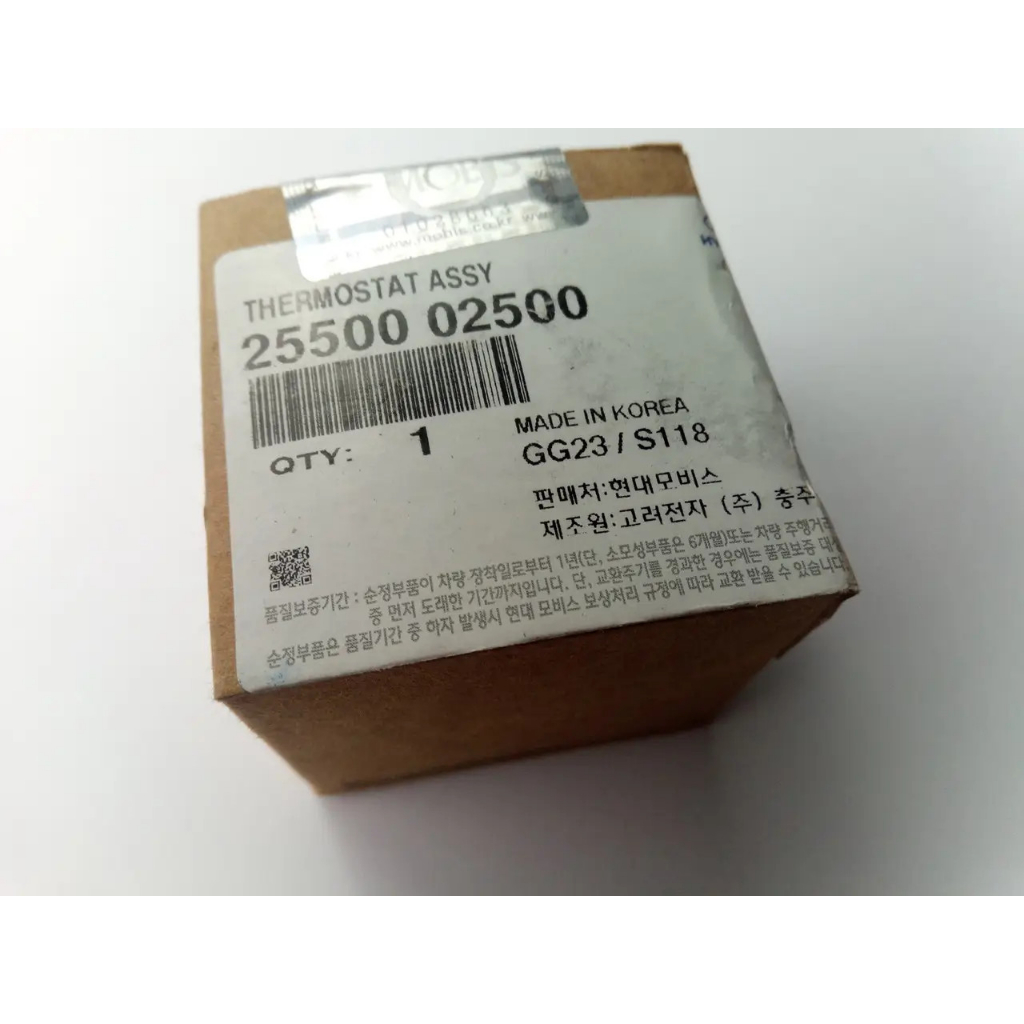 MOBIS
www.mobis.co.kr
THERMOSTAT ASSY
25500 02500
QTY: 1
MADE IN KOREA
GG23 / S118
판매처:현대모비스
제조원:고려전자 (주) 충주
품질보증기간 : 순정부품이 차량 장착일로부터 1년(단, 소모성부품은 6개월)또는 차량 주행거리
중 먼저 도래한 기간까지입니다. 단, 교환주기를 경과한 경우에는 품질보증
순정부품은 품질기간 중 하자 발생시 현대 모비스 보상처리 규정에 따라 교환 받을 수 있습니다